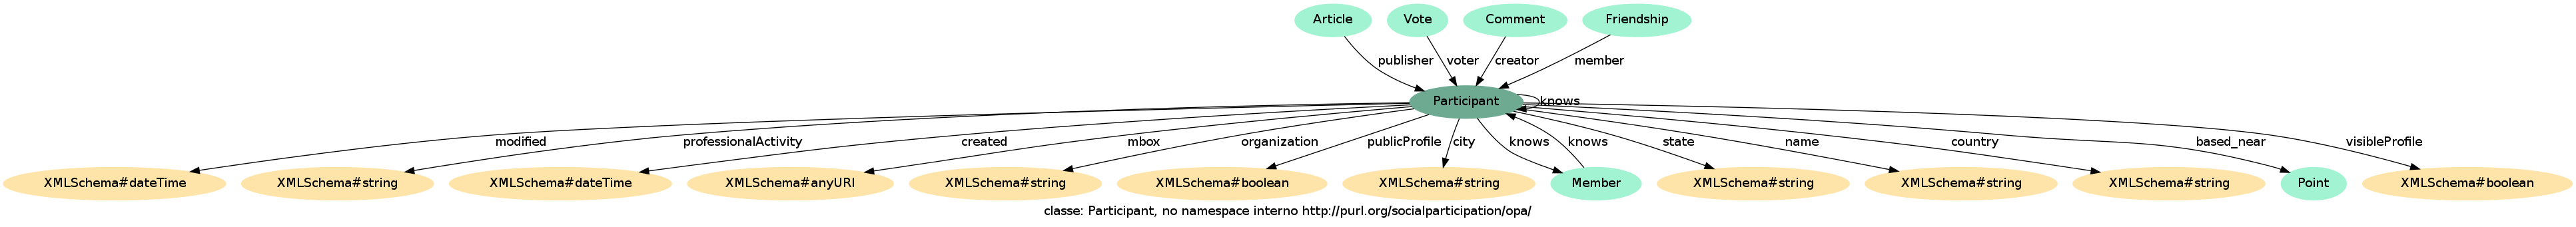 Article Vote Comment Friendship
publisher voter creator member
Participant knows
modified professionalActivity created mbox organization publicProfile city knows knows state name country based_near visibleProfile
XMLSchema#dateTime XMLSchema#string XMLSchema#dateTime XMLSchema#anyURI XMLSchema#string XMLSchema#boolean XMLSchema#string Member XMLSchema#string XMLSchema#string XMLSchema#string Point XMLSchema#boolean
classe: Participant, no namespace interno http://purl.org/socialparticipation/opa/